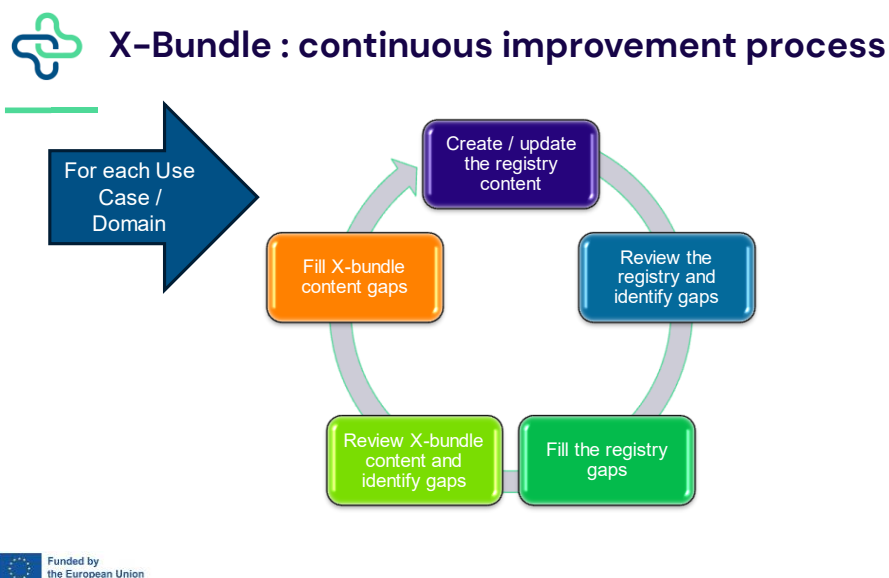 X-Bundle : continuous improvement process
For each Use
Case /
Domain
Create / update
the registry
content
Review the
registry and
identify gaps
Fill the registry
gaps
Review X-bundle
content and
identify gaps
Fill X-bundle
content gaps
Funded by
the European Union